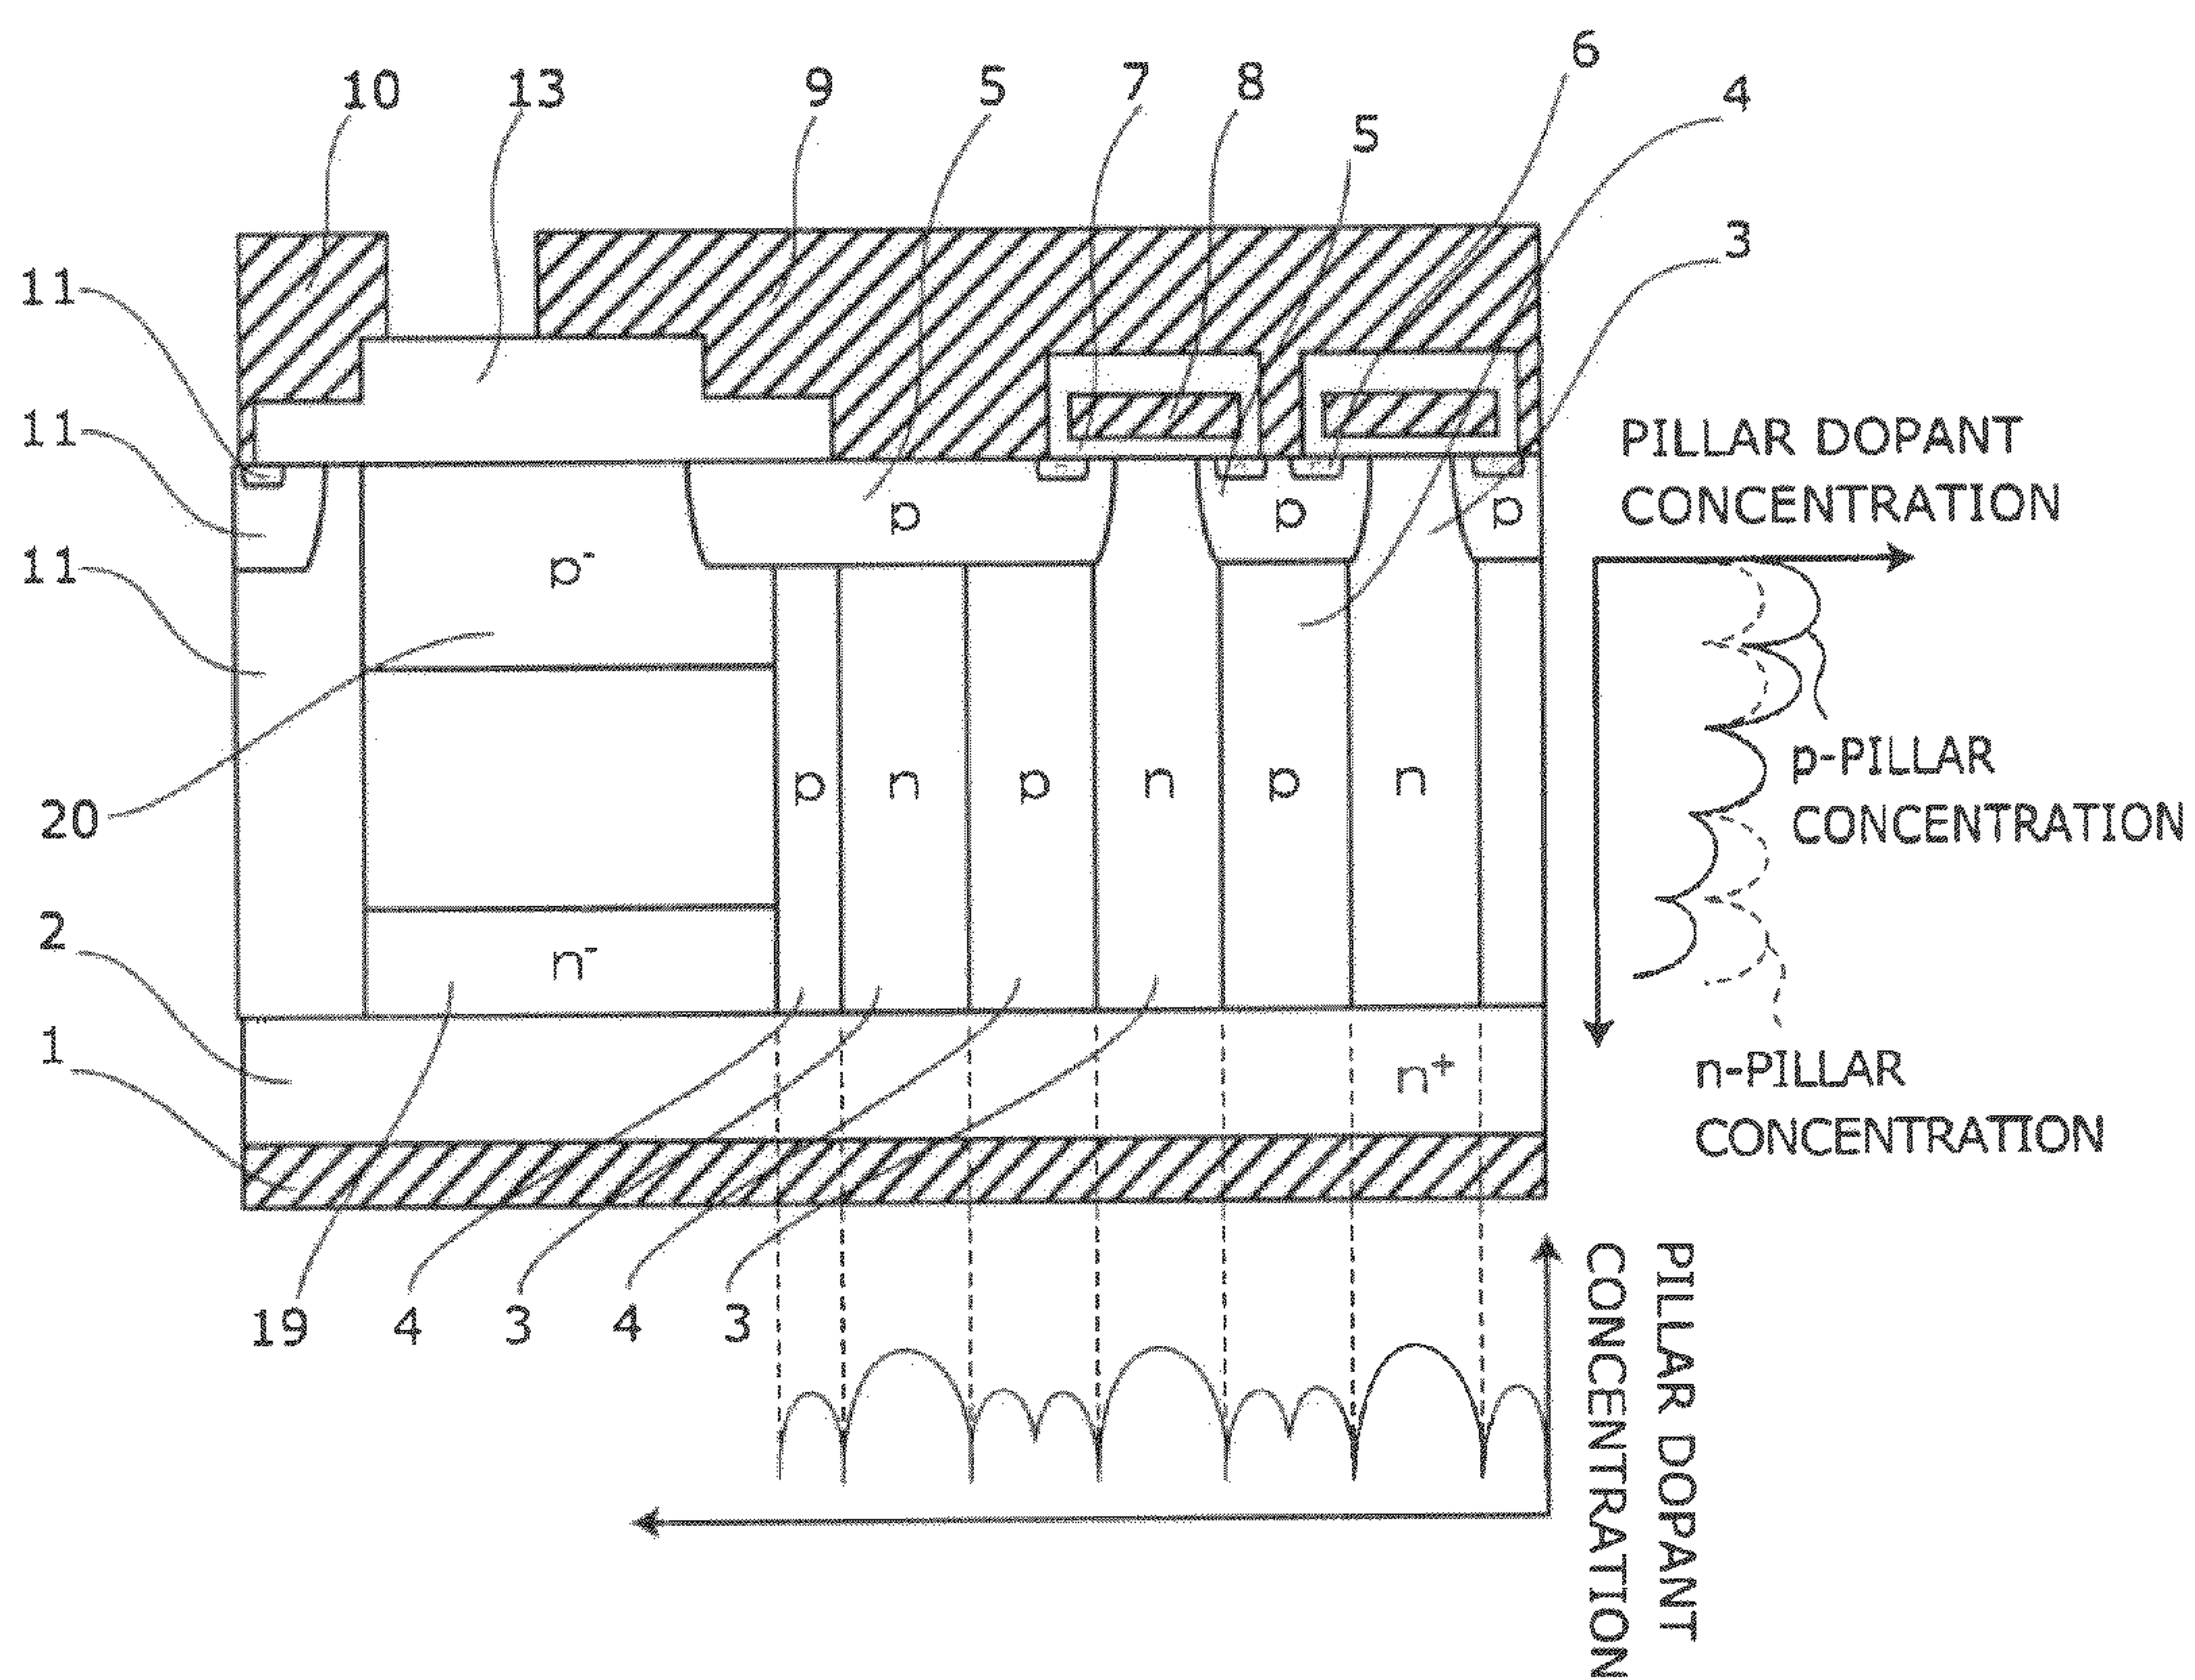 10 13 9 5 7 8 5 6 4
3
11
11
11
20
2
1
p p p
p⁻
p n p n p n
n⁻
n⁺
19 4 3 4 3
PILLAR DOPANT
CONCENTRATION
p-PILLAR
CONCENTRATION
n-PILLAR
CONCENTRATION
PILLAR DOPANT
CONCENTRATION